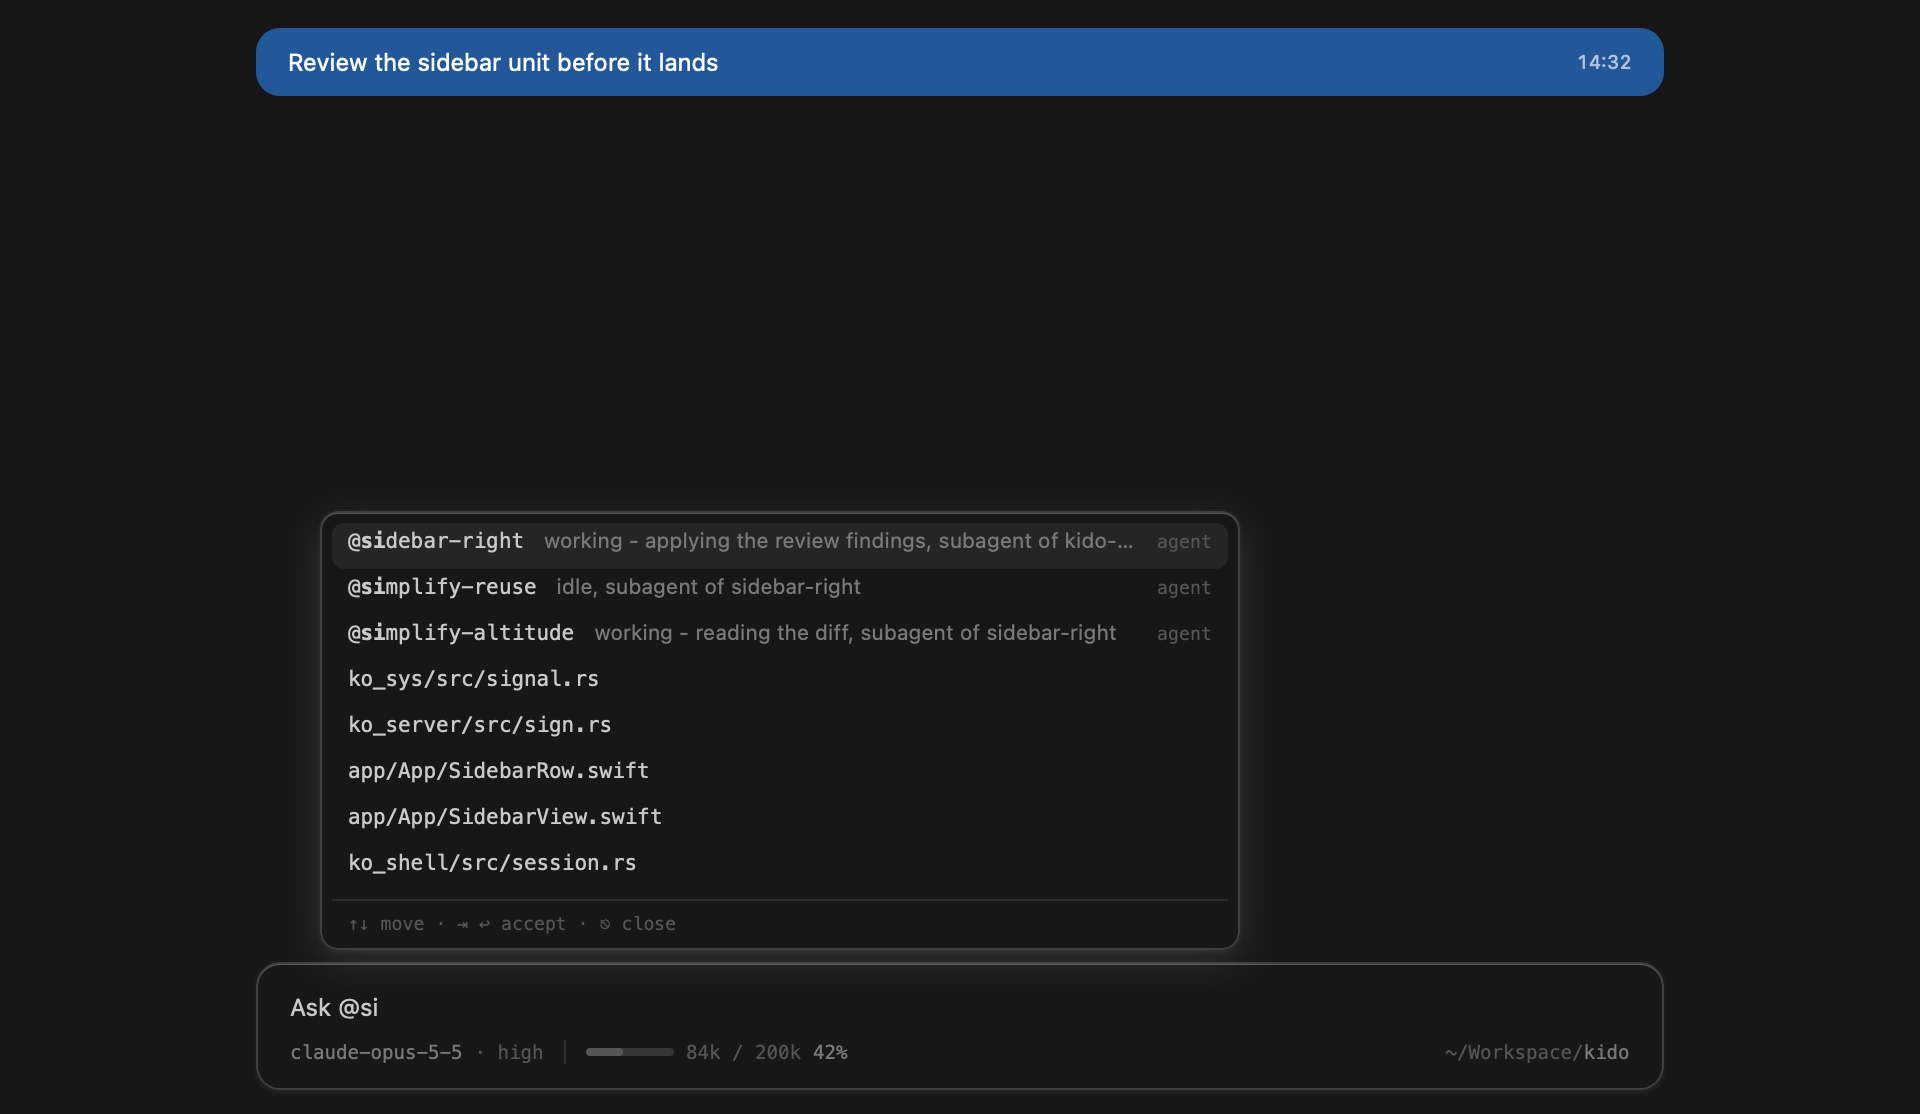 Review the sidebar unit before it lands 14:32
@sidebar-right working - applying the review findings, subagent of kido-... agent
@simplify-reuse idle, subagent of sidebar-right agent
@simplify-altitude working - reading the diff, subagent of sidebar-right agent
ko_sys/src/signal.rs
ko_server/src/sign.rs
app/App/SidebarRow.swift
app/App/SidebarView.swift
ko_shell/src/session.rs
↑↓ move · ⇥ ↩ accept · ⎋ close
Ask @si
claude-opus-5-5 · high 84k / 200k 42% ~/Workspace/kido